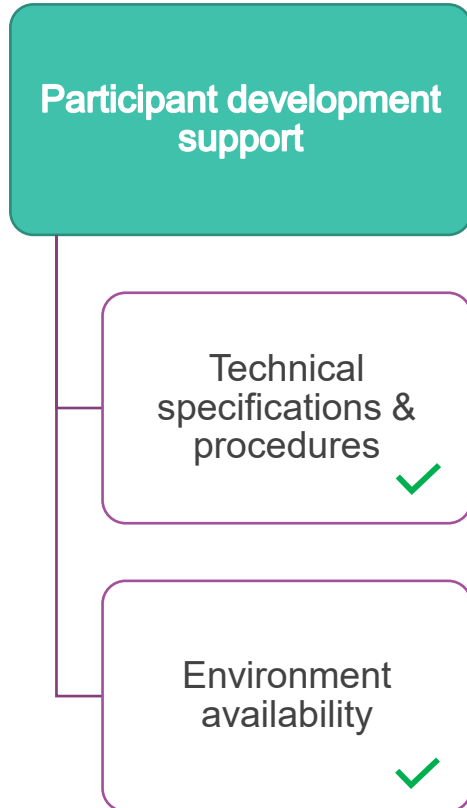 Participant development
support
Technical
specifications &
procedures
Environment
availability